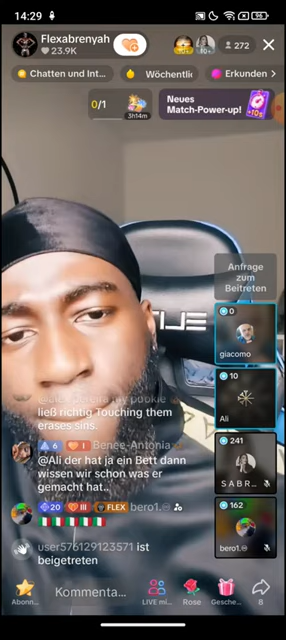 14:29
96
Flexabrenyah
23.9K
272
Chatten und Int...
Wöchentlic
Erkunden
0/1
3h14m
Neues
Match-Power-up!
Anfrage
zum
Beitreten
0
giacomo
10
Ali
241
S A B R...
162
bero1.
ließ richtig Touching them
erases sins.
6 I Benee-Antonia
@Ali der hat ja ein Bett dann
wissen wir schon was er
gemacht hat..
20 III FLEX bero1.
user576129123571 ist
beigetreten
Abonn...
Kommenta...
LIVE mi...
Rose
Gesche...
8